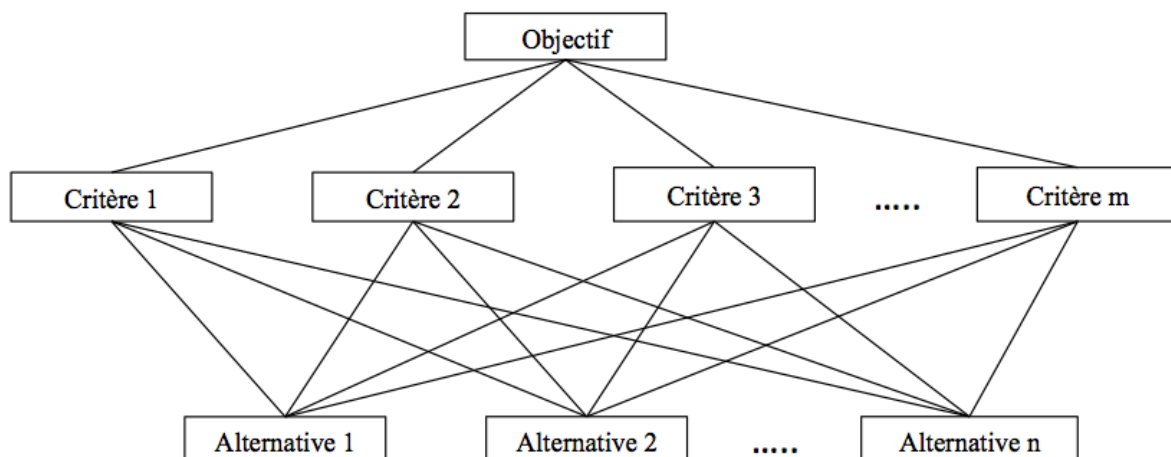 Objectif
Critère 1
Critère 2
Critère 3
.....
Critère m
Alternative 1
Alternative 2
.....
Alternative n